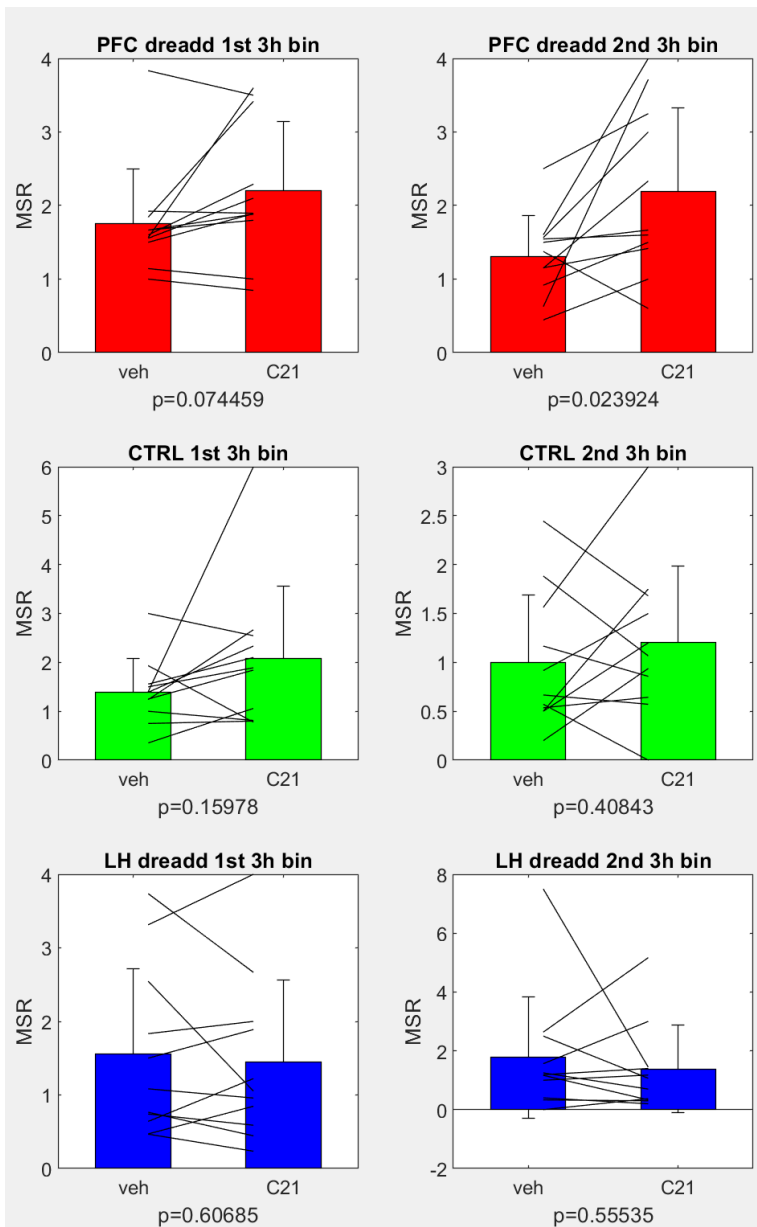 PFC dreadd 1st 3h bin
4
3
2
1
0
MSR
veh C21
p=0.074459
PFC dreadd 2nd 3h bin
4
3
2
1
0
MSR
veh C21
p=0.023924
CTRL 1st 3h bin
6
5
4
3
2
1
0
MSR
veh C21
p=0.15978
CTRL 2nd 3h bin
3
2.5
2
1.5
1
0.5
0
MSR
veh C21
p=0.40843
LH dreadd 1st 3h bin
4
3
2
1
0
MSR
veh C21
p=0.60685
LH dreadd 2nd 3h bin
8
6
4
2
0
-2
MSR
veh C21
p=0.55535